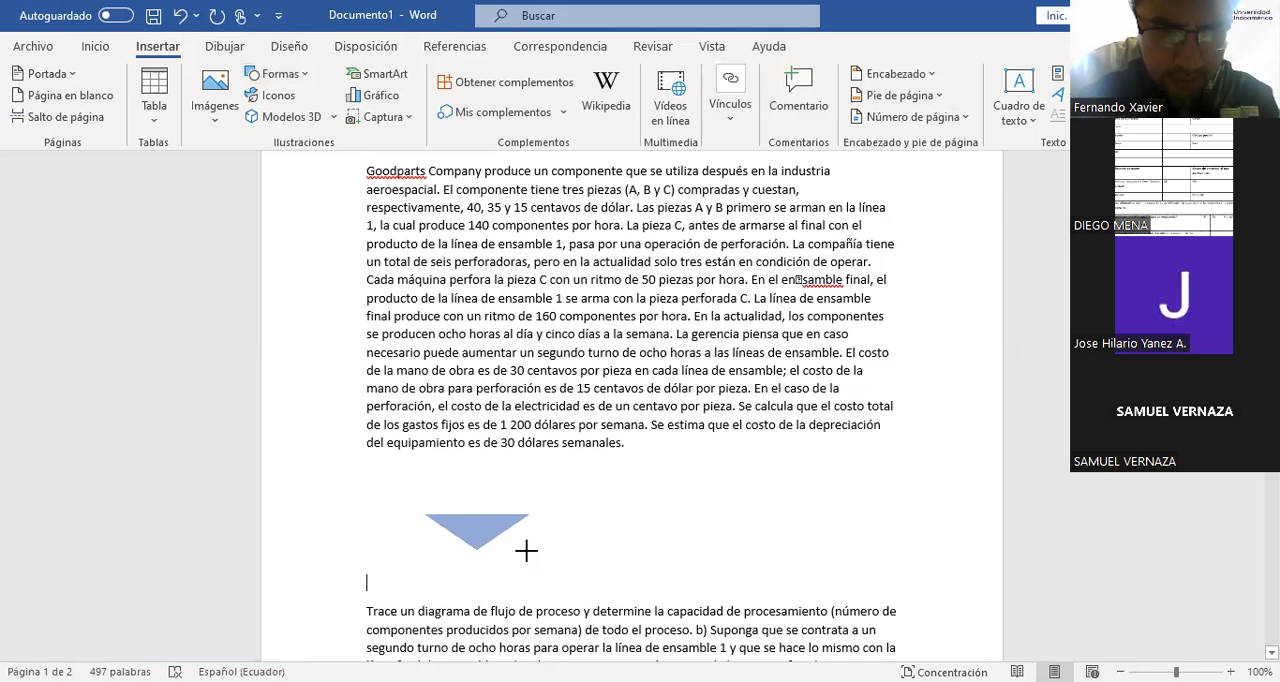 Autoguardado
Documento1 - Word
Buscar
Inic.
Universidad
Indoamérica
Archivo Inicio Insertar Dibujar Diseño Disposición Referencias Correspondencia Revisar Vista Ayuda
Portada
Página en blanco
Salto de página
Páginas
Tabla
Tablas
Imágenes
Formas
Iconos
Modelos 3D
SmartArt
Gráfico
Captura
Ilustraciones
Obtener complementos
Mis complementos
Wikipedia
Complementos
Vídeos
en línea
Multimedia
Vínculos
Comentario
Comentarios
Encabezado
Pie de página
Número de página
Encabezado y pie de página
Cuadro de
texto
Texto
Goodparts Company produce un componente que se utiliza después en la industria
aeroespacial. El componente tiene tres piezas (A, B y C) compradas y cuestan,
respectivamente, 40, 35 y 15 centavos de dólar. Las piezas A y B primero se arman en la línea
1, la cual produce 140 componentes por hora. La pieza C, antes de armarse al final con el
producto de la línea de ensamble 1, pasa por una operación de perforación. La compañía tiene
un total de seis perforadoras, pero en la actualidad solo tres están en condición de operar.
Cada máquina perfora la pieza C con un ritmo de 50 piezas por hora. En el ensamble final, el
producto de la línea de ensamble 1 se arma con la pieza perforada C. La línea de ensamble
final produce con un ritmo de 160 componentes por hora. En la actualidad, los componentes
se producen ocho horas al día y cinco días a la semana. La gerencia piensa que en caso
necesario puede aumentar un segundo turno de ocho horas a las líneas de ensamble. El costo
de la mano de obra es de 30 centavos por pieza en cada línea de ensamble; el costo de la
mano de obra para perforación es de 15 centavos de dólar por pieza. En el caso de la
perforación, el costo de la electricidad es de un centavo por pieza. Se calcula que el costo total
de los gastos fijos es de 1 200 dólares por semana. Se estima que el costo de la depreciación
del equipamiento es de 30 dólares semanales.
Trace un diagrama de flujo de proceso y determine la capacidad de procesamiento (número de
componentes producidos por semana) de todo el proceso. b) Suponga que se contrata a un
segundo turno de ocho horas para operar la línea de ensamble 1 y que se hace lo mismo con la
Fernando Xavier
DIEGO MENA
J
Jose Hilario Yanez A.
SAMUEL VERNAZA
SAMUEL VERNAZA
Página 1 de 2
497 palabras
Español (Ecuador)
Concentración
100%